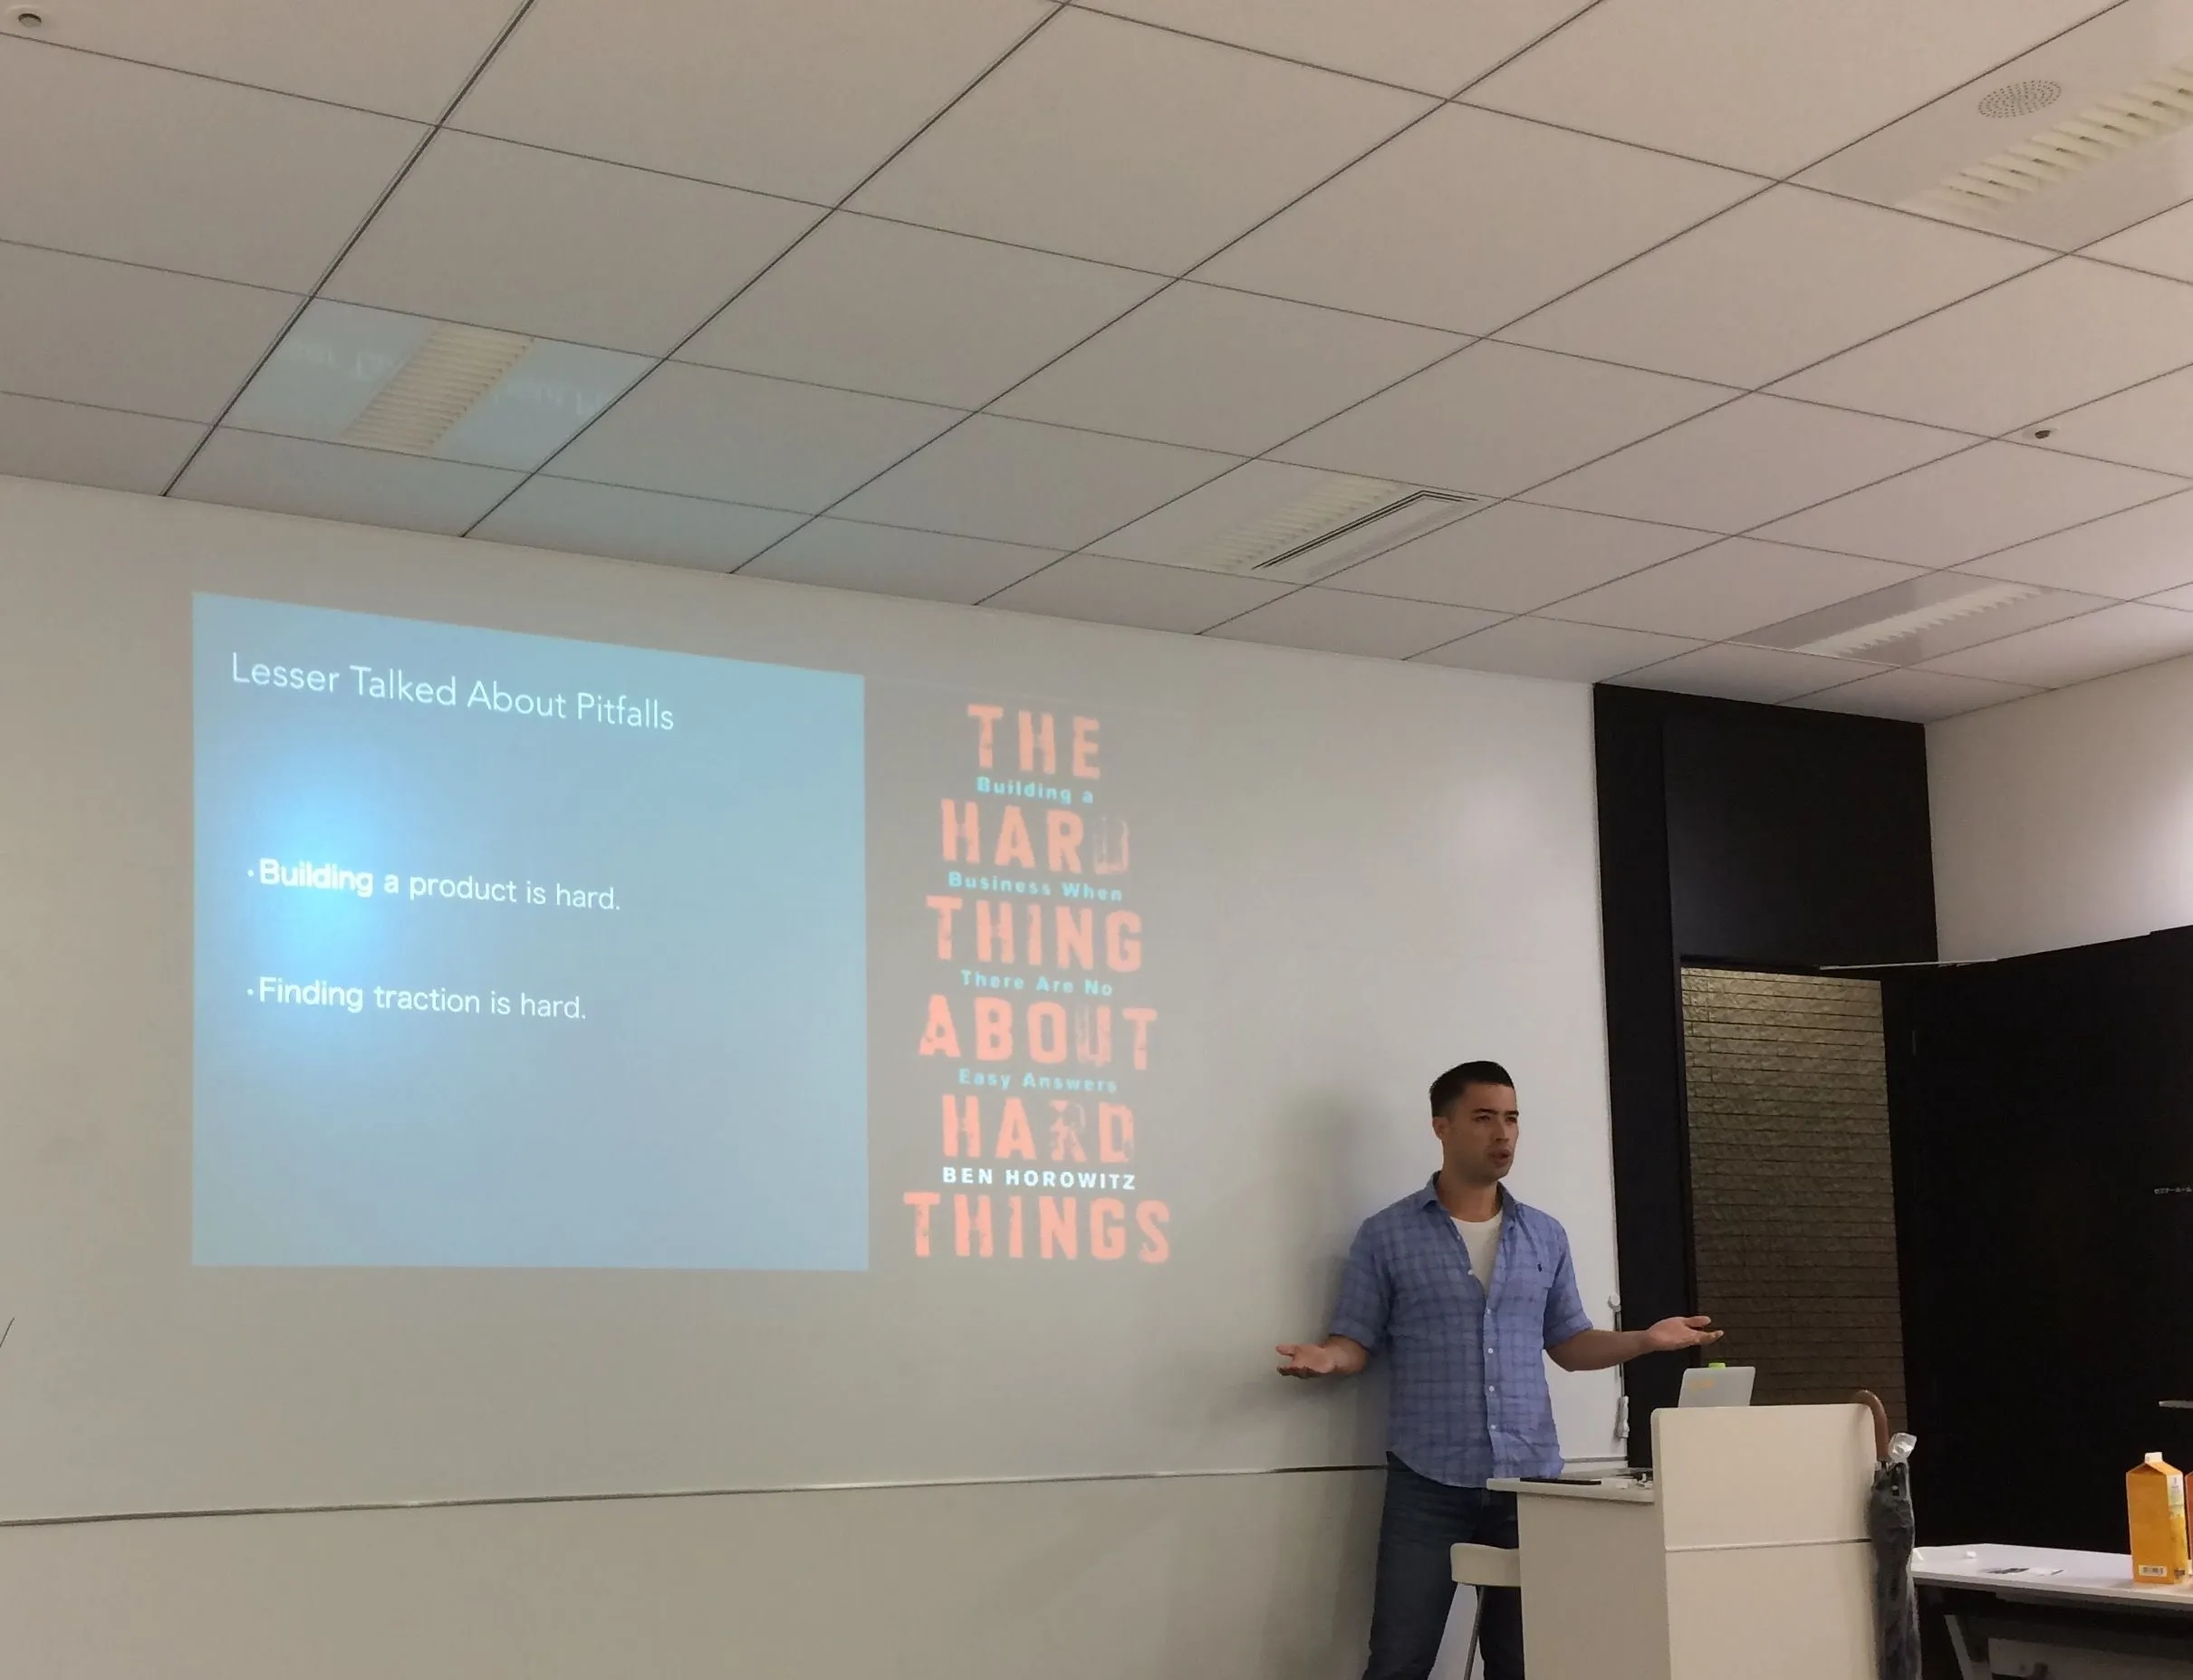 Lesser Talked About Pitfalls
· Building a product is hard.
· Finding traction is hard.
THE
Building a
HARD
Business When
THING
There Are No
ABOUT
Easy Answers
HARD
BEN HOROWITZ
THINGS